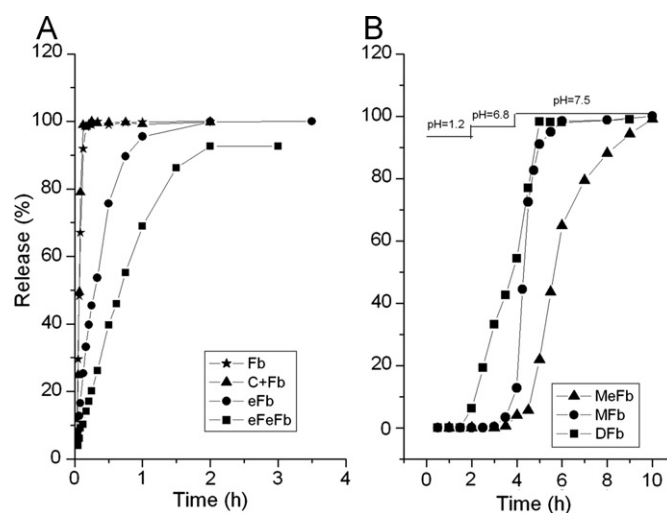 A
B
120
100
80
60
40
20
0
Release (%)
0
1
2
3
4
Time (h)
Fb
C+Fb
eFb
eFeFb
120
100
80
60
40
20
0
pH=1.2
pH=6.8
pH=7.5
0
2
4
6
8
10
Time (h)
MeFb
MFb
DFb